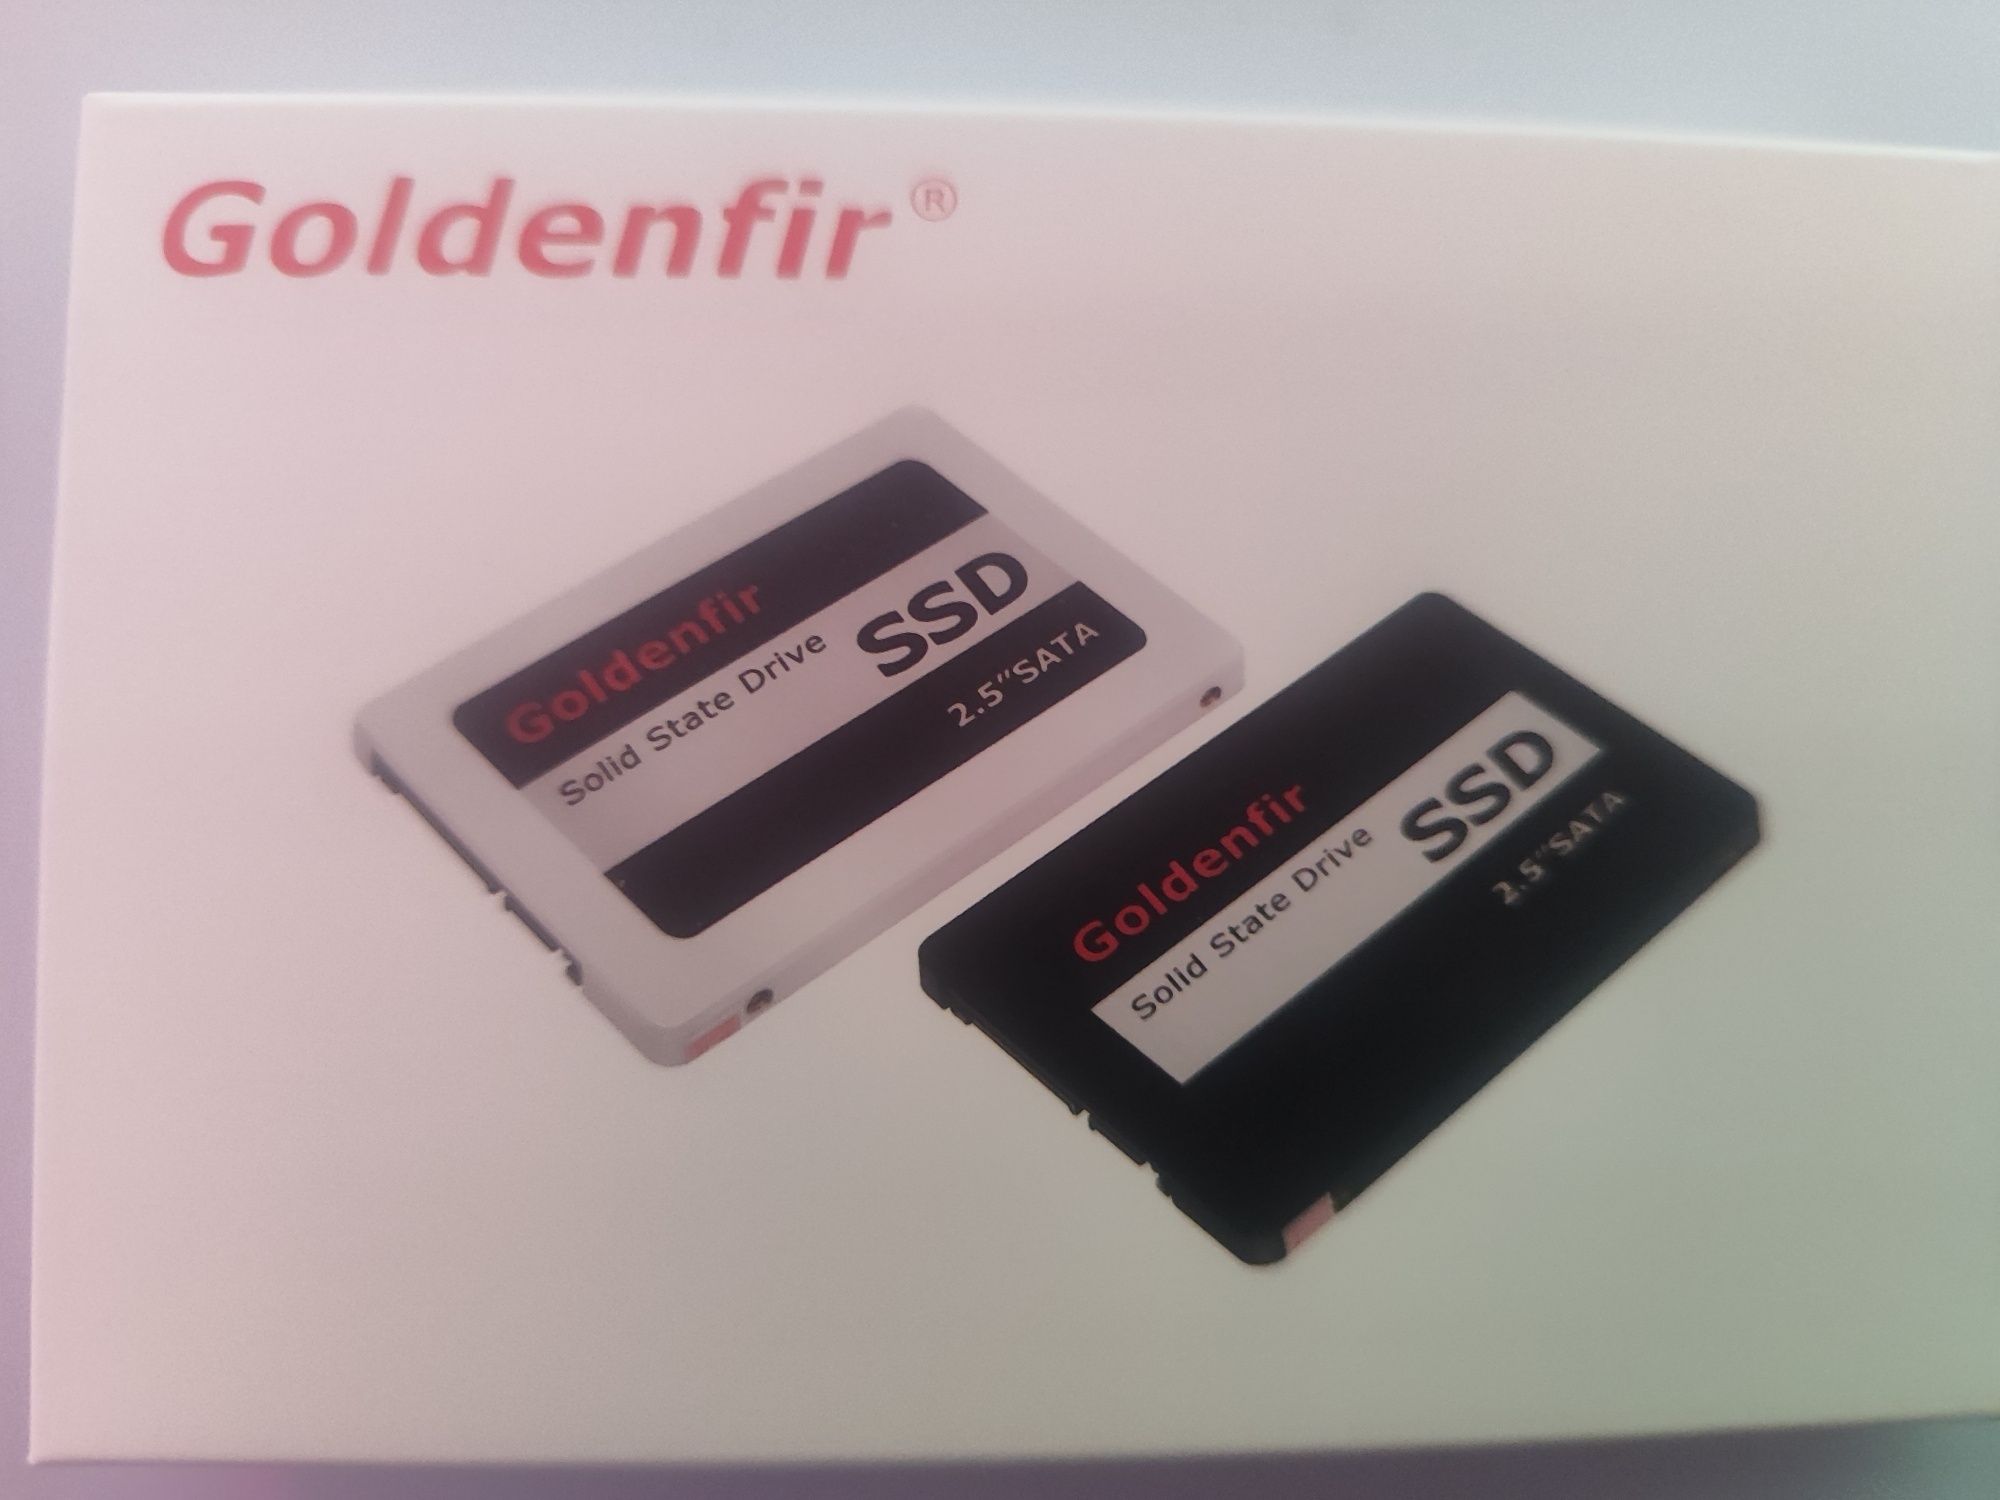 Goldenfir®
Goldenfir
Solid State Drive
SSD
2.5"SATA
Goldenfir
Solid State Drive
SSD
2.5"SATA